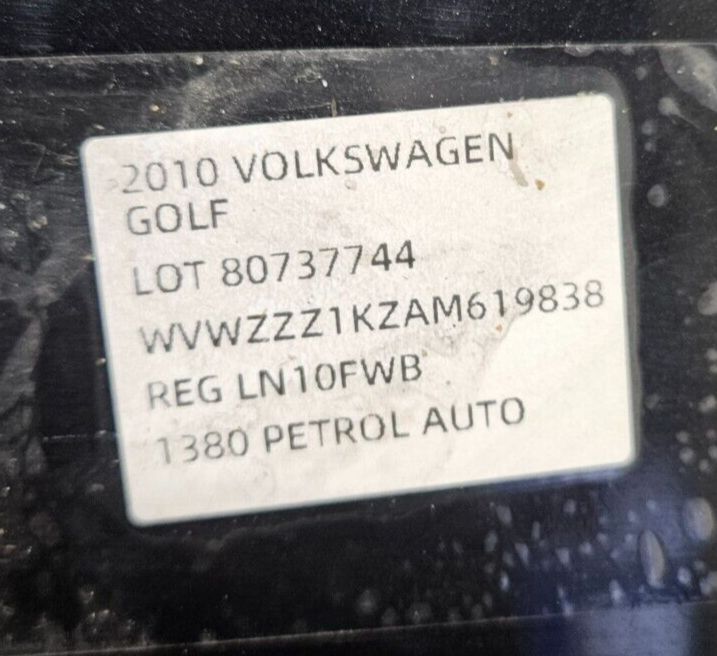 2010 VOLKSWAGEN
GOLF
LOT 80737744
WVWZZZ1KZAM619838
REG LN10FWB
1380 PETROL AUTO